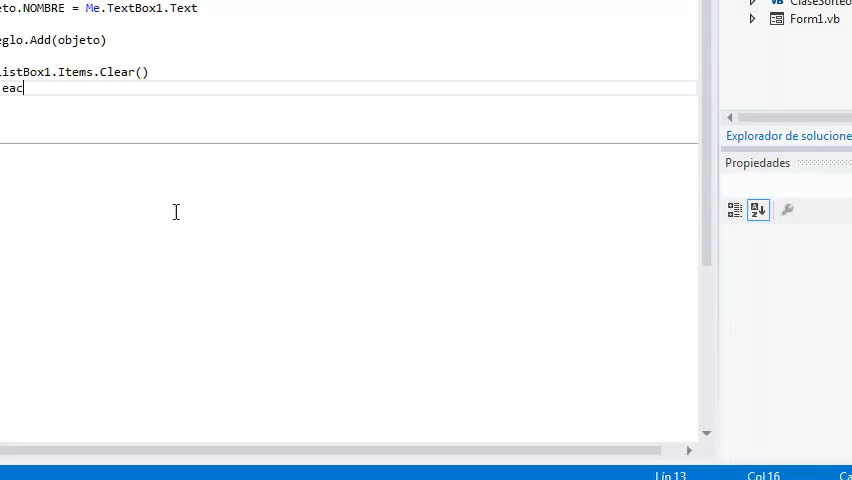 eto.NOMBRE = Me.TextBox1.Text
eglo.Add(objeto)
istBox1.Items.Clear()
eac
ClaseSorteo
Form1.vb
Explorador de solucione
Propiedades
Lín 13
Col 16
Ca